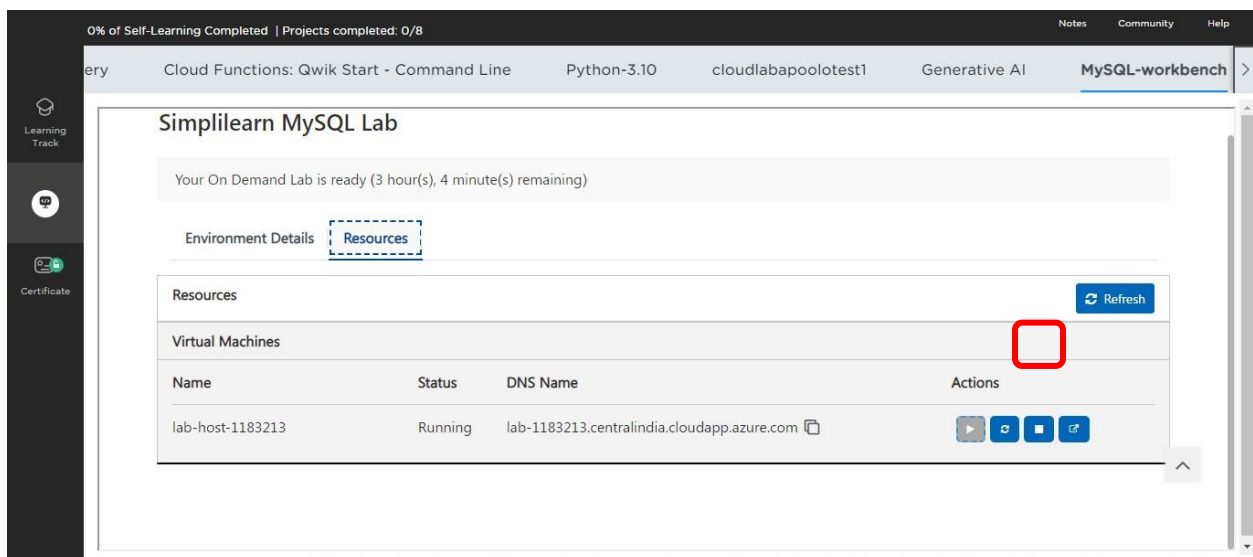 0% of Self-Learning Completed | Projects completed: 0/8
Notes Community Help
ery Cloud Functions: Qwik Start - Command Line Python-3.10 cloudlabapoolotest1 Generative AI MySQL-workbench
Learning
Track
Certificate
Simplilearn MySQL Lab
Your On Demand Lab is ready (3 hour(s), 4 minute(s) remaining)
Environment Details Resources
Resources Refresh
Virtual Machines
Name Status DNS Name Actions
lab-host-1183213 Running lab-1183213.centralindia.cloudapp.azure.com